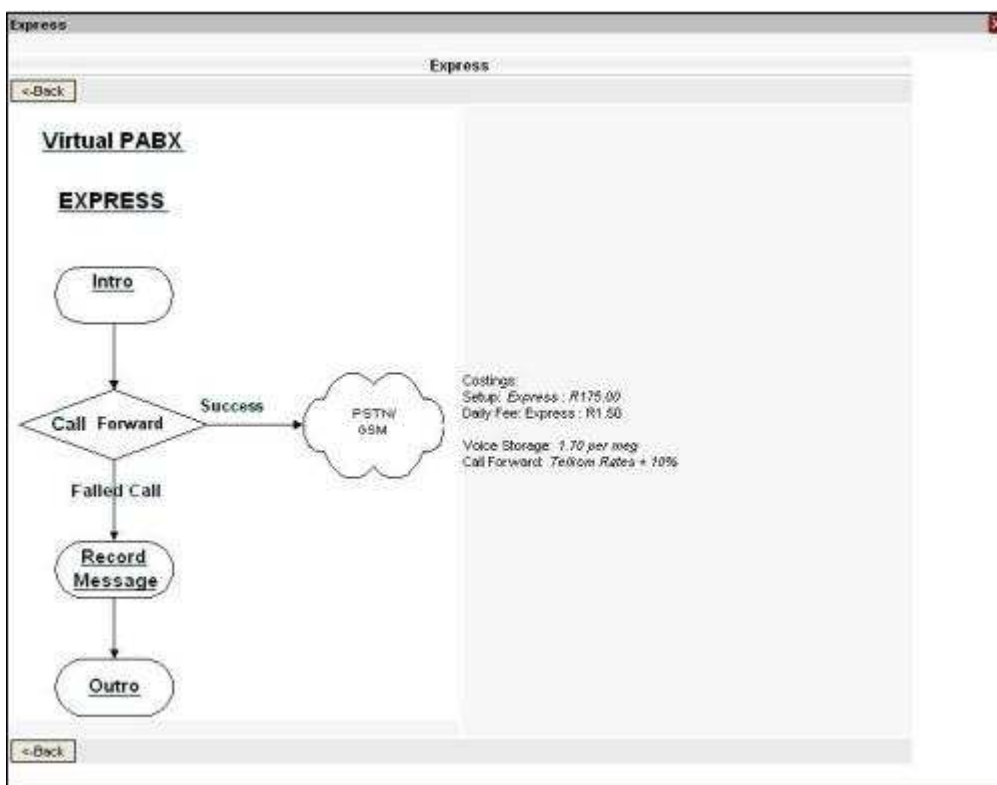 Express
Express
<-Back
Virtual PABX
EXPRESS
Intro
Call Forward
Success
PSTN/
GSM
Costings:
Setup: Express : R175.00
Daily Fee: Express : R1.50
Voice Storage: 1.70 per meg
Call Forward: Telkom Rates + 10%
Failed Call
Record
Message
Outro
<-Back